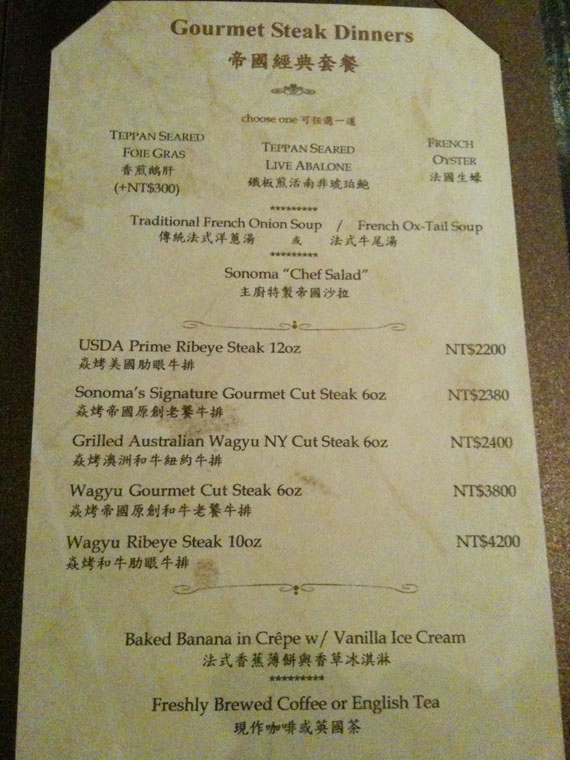 Gourmet Steak Dinners
帝國經典套餐
choose one 可任選一道
TEPPAN SEARED
FOIE GRAS
香煎鵝肝
(+NT$300)
TEPPAN SEARED
LIVE ABALONE
鐵板煎活南非琥珀鮑
FRENCH
OYSTER
法國生蠔
*********
Traditional French Onion Soup / French Ox-Tail Soup
傳統法式洋蔥湯 或 法式牛尾湯
*********
Sonoma “Chef Salad”
主廚特製帝國沙拉
USDA Prime Ribeye Steak 12oz NT$2200
焱烤美國肋眼牛排
Sonoma's Signature Gourmet Cut Steak 6oz NT$2380
焱烤帝國原創老饕牛排
Grilled Australian Wagyu NY Cut Steak 6oz NT$2400
焱烤澳洲和牛紐約牛排
Wagyu Gourmet Cut Steak 6oz NT$3800
焱烤帝國原創和牛老饕牛排
Wagyu Ribeye Steak 10oz NT$4200
焱烤和牛肋眼牛排
Baked Banana in Crêpe w/ Vanilla Ice Cream
法式香蕉薄餅與香草冰淇淋
*********
Freshly Brewed Coffee or English Tea
現作咖啡或英國茶